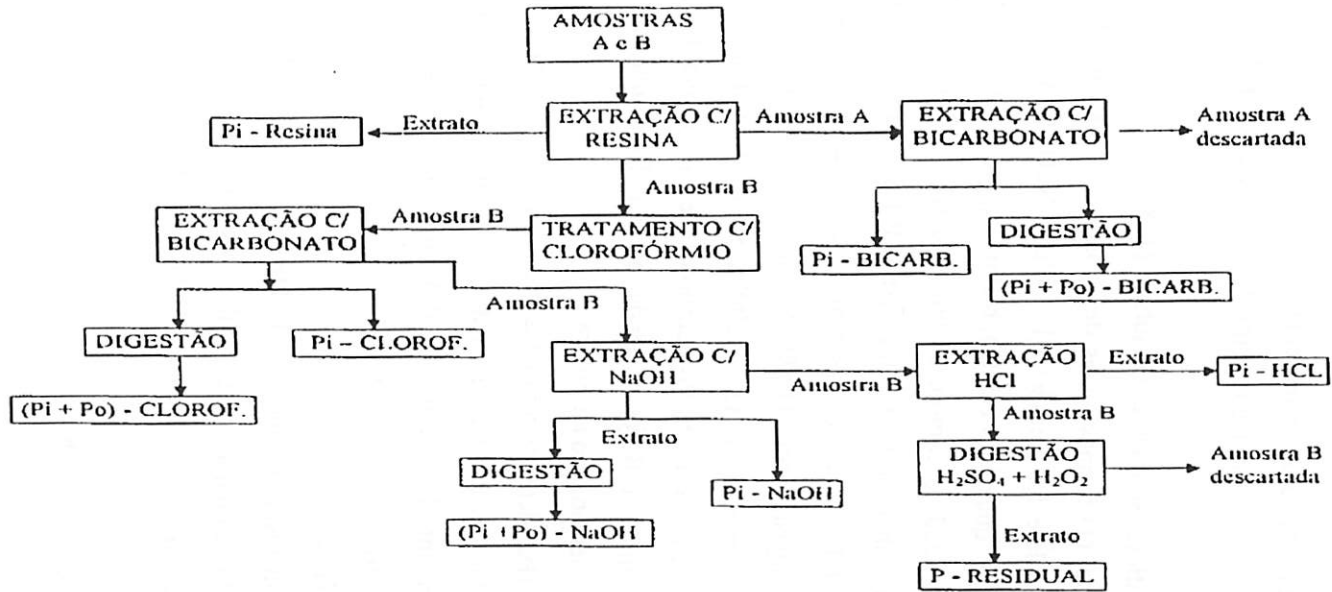 AMOSTRAS
A e B
Pi - Resina
Extrato
EXTRAÇÃO C/
RESINA
Amostra A
EXTRAÇÃO C/
BICARBONATO
Amostra A
descartada
Amostra B
EXTRAÇÃO C/
BICARBONATO
Amostra B
TRATAMENTO C/
CLOROFÓRMIO
Pi - BICARB.
DIGESTÃO
(Pi + Po) - BICARB.
Amostra B
DIGESTÃO
Pi - CLOROF.
(Pi + Po) - CLOROF.
EXTRAÇÃO C/
NaOH
Amostra B
EXTRAÇÃO
HCl
Extrato
Pi - HCL
Amostra B
Extrato
DIGESTÃO
Pi - NaOH
(Pi + Po) - NaOH
DIGESTÃO
H₂SO₄ + H₂O₂
Amostra B
descartada
Extrato
P - RESIDUAL